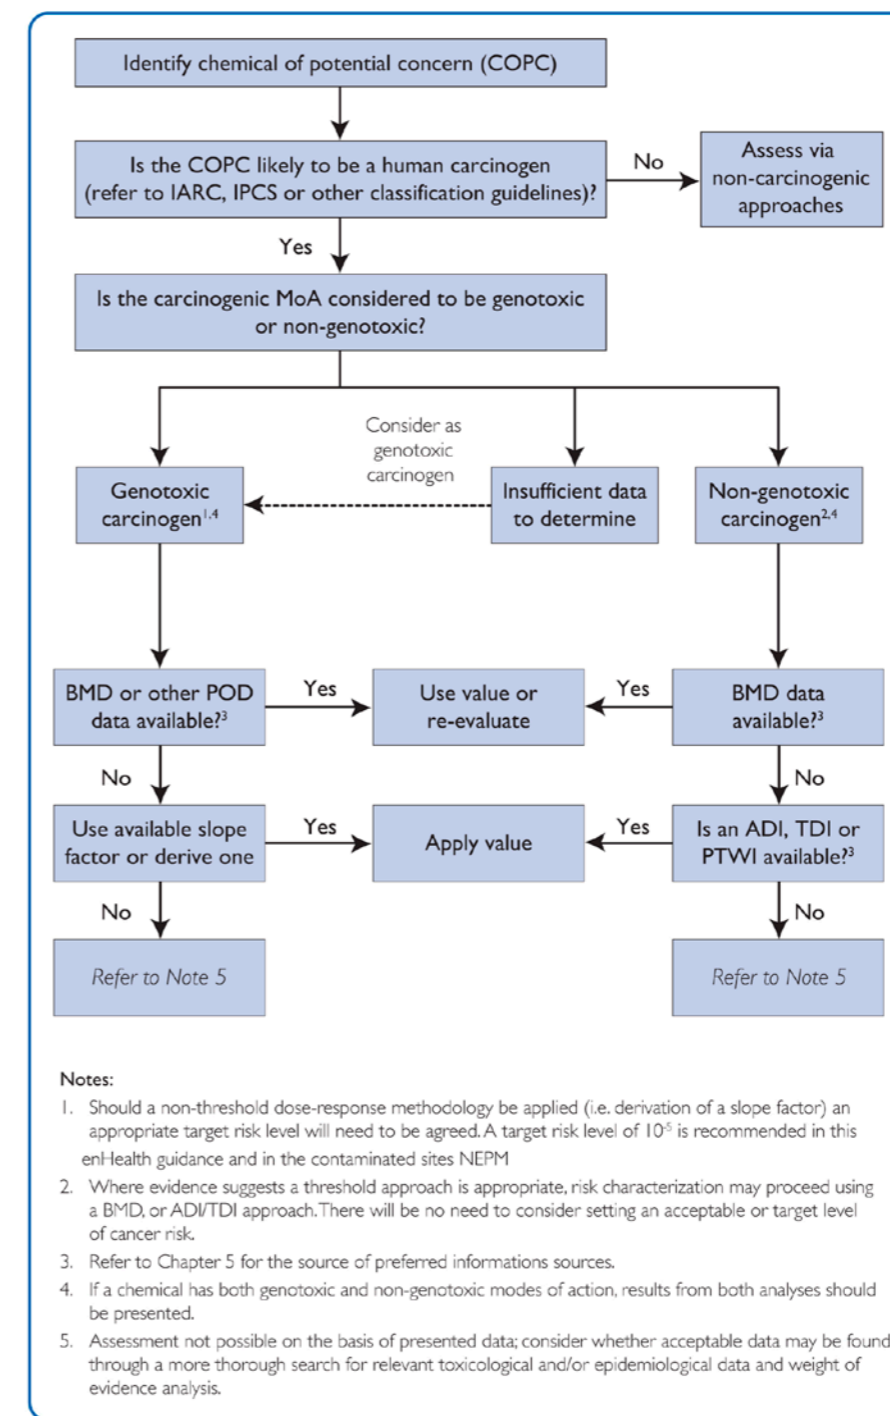 Identify chemical of potential concern (COPC)
Is the COPC likely to be a human carcinogen
(refer to IARC, IPCS or other classification guidelines)?
No
Assess via
non-carcinogenic
approaches
Yes
Is the carcinogenic MoA considered to be genotoxic
or non-genotoxic?
Consider as
genotoxic
carcinogen
Genotoxic
carcinogen1,4
Insufficient data
to determine
Non-genotoxic
carcinogen2,4
BMD or other POD
data available?3
Yes
Use value or
re-evaluate
Yes
BMD data
available?3
No
No
Use available slope
factor or derive one
Yes
Apply value
Yes
Is an ADI, TDI or
PTWI available?3
No
No
Refer to Note 5
Refer to Note 5
Notes:
1. Should a non-threshold dose-response methodology be applied (i.e. derivation of a slope factor) an
appropriate target risk level will need to be agreed. A target risk level of 10-5 is recommended in this
enHealth guidance and in the contaminated sites NEPM
2. Where evidence suggests a threshold approach is appropriate, risk characterization may proceed using
a BMD, or ADI/TDI approach. There will be no need to consider setting an acceptable or target level
of cancer risk.
3. Refer to Chapter 5 for the source of preferred informations sources.
4. If a chemical has both genotoxic and non-genotoxic modes of action, results from both analyses should
be presented.
5. Assessment not possible on the basis of presented data; consider whether acceptable data may be found
through a more thorough search for relevant toxicological and/or epidemiological data and weight of
evidence analysis.